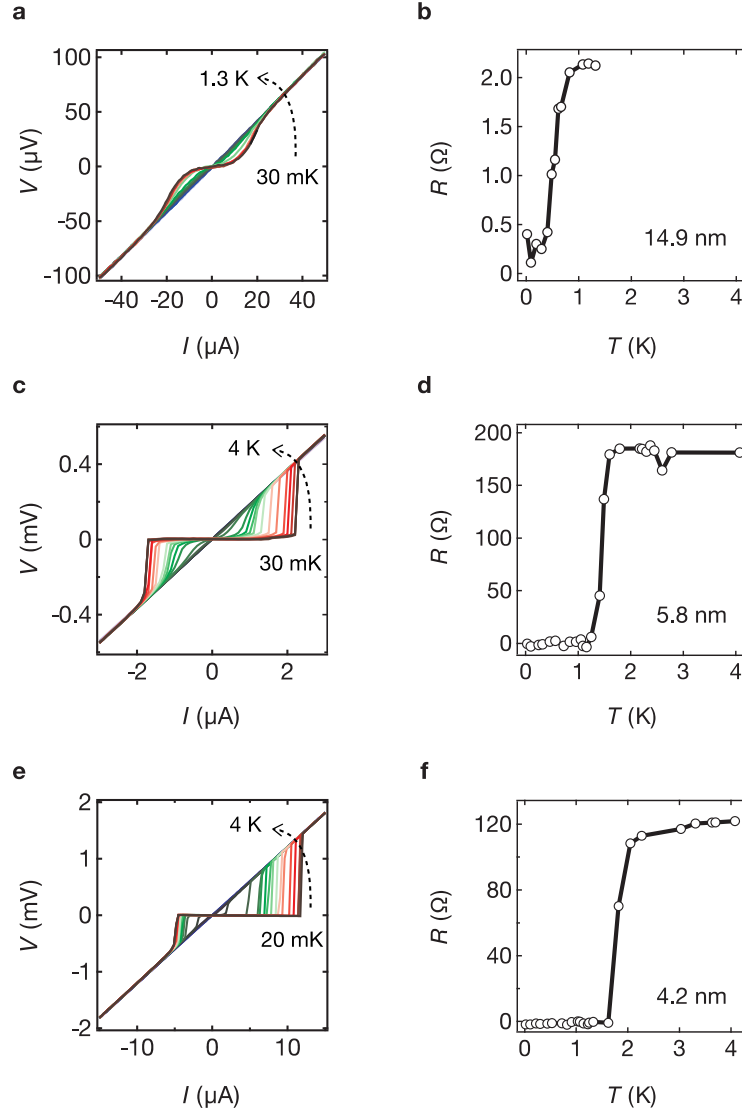 a
100
50
0
-50
-100
V (µV)
1.3 K
30 mK
-40 -20 0 20 40
I (µA)
b
2.0
1.5
1.0
0.5
0
R (Ω)
14.9 nm
0 1 2 3 4
T (K)
c
0.4
0
-0.4
V (mV)
4 K
30 mK
-2 0 2
I (µA)
d
200
150
100
50
0
R (Ω)
5.8 nm
0 1 2 3 4
T (K)
e
2
1
0
-1
-2
V (mV)
4 K
20 mK
-10 0 10
I (µA)
f
120
80
40
0
R (Ω)
4.2 nm
0 1 2 3 4
T (K)